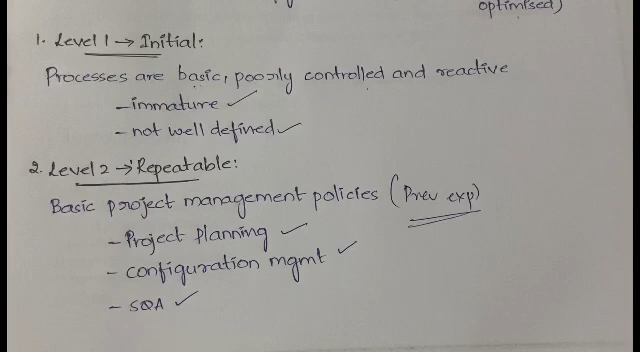 optimised)
1. Level 1 → Initial:
Processes are basic, poorly controlled and reactive
- immature ✓
- not well defined ✓
2. Level 2 → Repeatable:
Basic project management policies (Prev exp)
- Project planning ✓
- configuration mgmt ✓
- SQA ✓